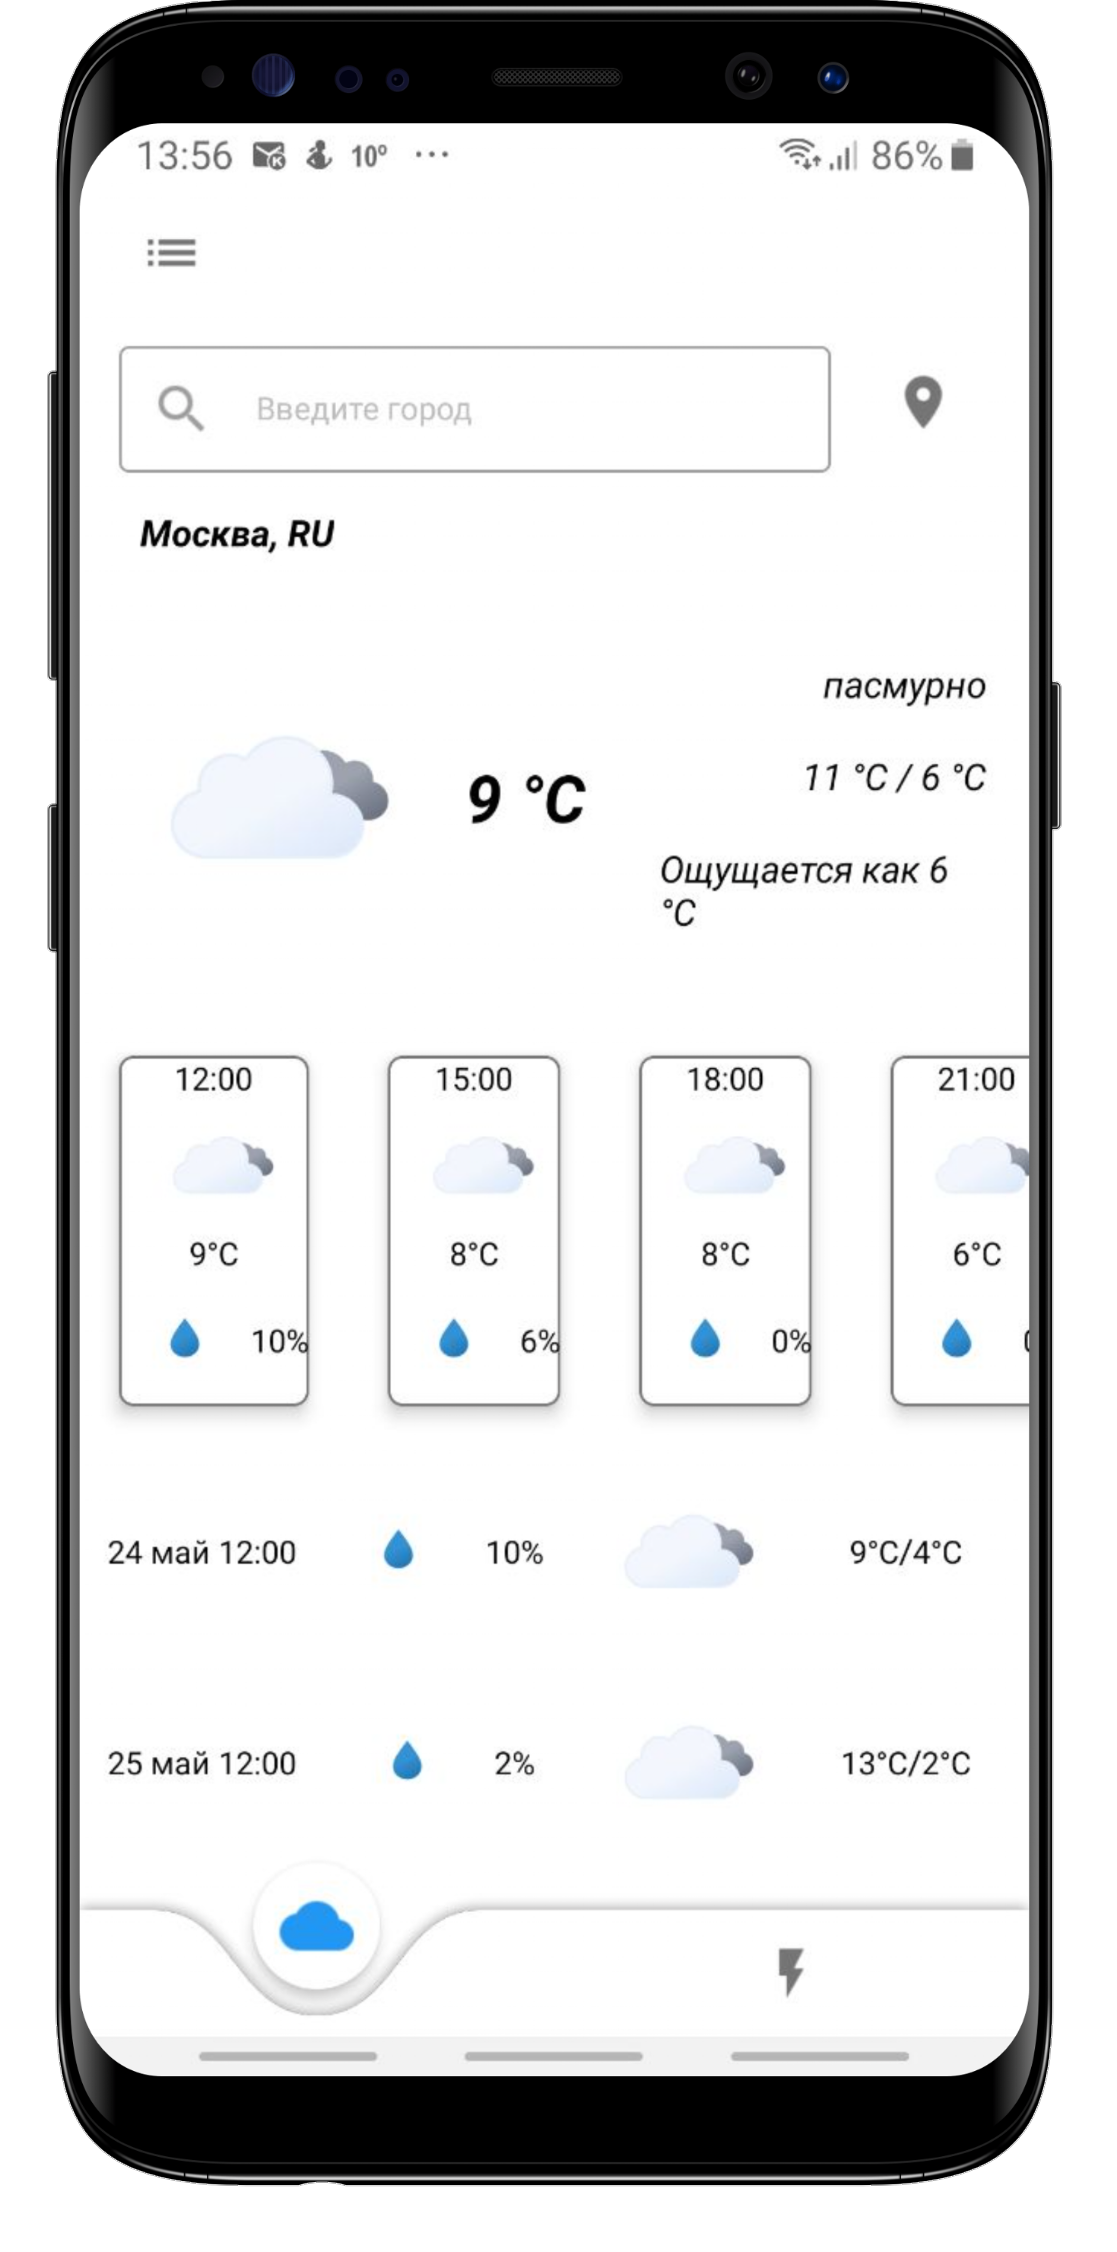 13:56 10° ... 86%
Введите город
Москва, RU
пасмурно
9 °C
11 °C / 6 °C
Ощущается как 6
°C
12:00 15:00 18:00 21:00
9°C 8°C 8°C 6°C
10% 6% 0%
24 май 12:00 10% 9°C/4°C
25 май 12:00 2% 13°C/2°C